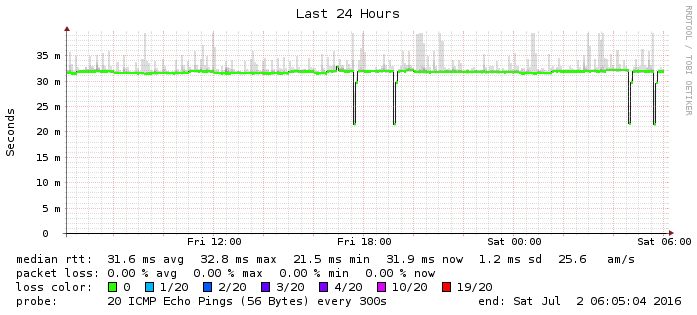 Last 24 Hours
RRDTOOL / TOBI OETIKER
Seconds
35 m
30 m
25 m
20 m
15 m
10 m
5 m
0
Fri 12:00 Fri 18:00 Sat 00:00 Sat 06:00
median rtt: 31.6 ms avg 32.8 ms max 21.5 ms min 31.9 ms now 1.2 ms sd 25.6 am/s
packet loss: 0.00 % avg 0.00 % max 0.00 % min 0.00 % now
loss color: 0 1/20 2/20 3/20 4/20 10/20 19/20
probe: 20 ICMP Echo Pings (56 Bytes) every 300s end: Sat Jul 2 06:05:04 2016